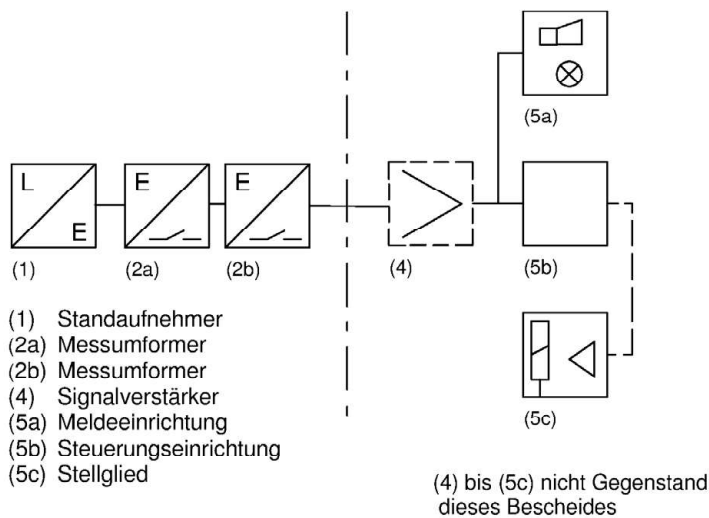 (5a)
L
E
E
E
(1)
(2a)
(2b)
(4)
(5b)
(1) Standaufnehmer
(2a) Messumformer
(2b) Messumformer
(4) Signalverstärker
(5a) Meldeeinrichtung
(5b) Steuerungseinrichtung
(5c) Stellglied
(5c)
(4) bis (5c) nicht Gegenstand
dieses Bescheides